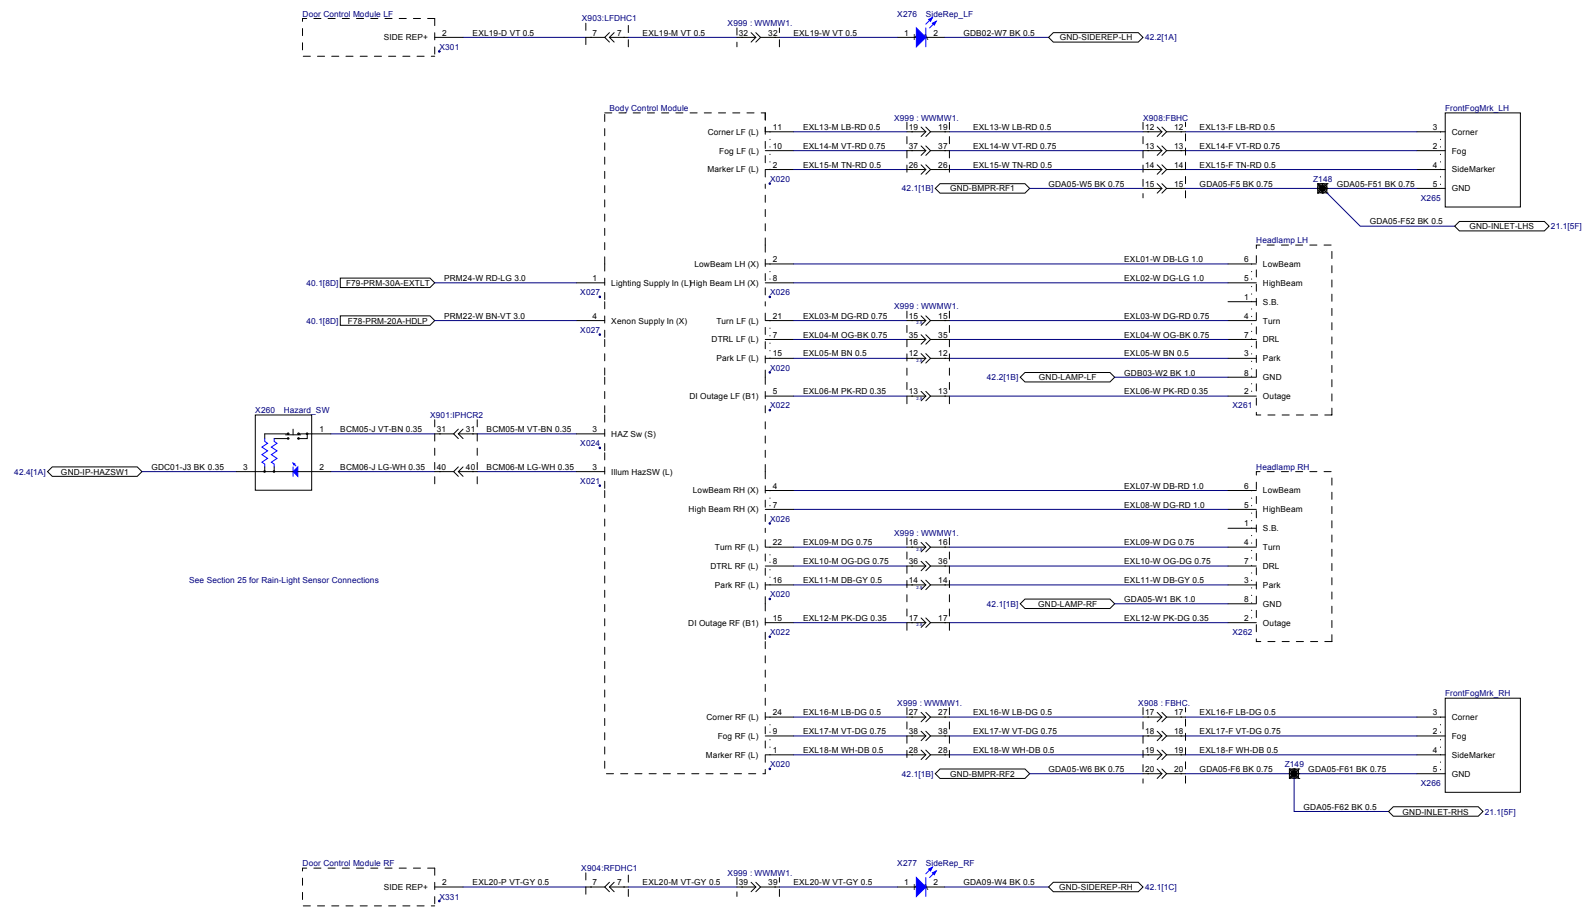 Door Control Module LF
SIDE REP+ 2 EXL19-D VT 0.5 X903:LFDHC1 7 7 EXL19-M VT 0.5 X999 : WWMW1. 32 32 EXL19-W VT 0.5 X276 SideRep_LF 1 2 GDB02-W7 BK 0.5 GND-SIDEREP-LH 42.2[1A]
X301
Body Control Module
X999 : WWMW1.
X908:FBHC
FrontFogMrk_LH
Corner LF (L) 11 EXL13-M LB-RD 0.5 19 19 EXL13-W LB-RD 0.5 12 12 EXL13-F LB-RD 0.5 3 Corner
Fog LF (L) 10 EXL14-M VT-RD 0.75 37 37 EXL14-W VT-RD 0.75 13 13 EXL14-F VT-RD 0.75 2 Fog
Marker LF (L) 2 EXL15-M TN-RD 0.5 26 26 EXL15-W TN-RD 0.5 14 14 EXL15-F TN-RD 0.5 4 SideMarker
X020
42.1[1B] GND-BMPR-RF1 GDA05-W5 BK 0.75 15 15 GDA05-F5 BK 0.75 Z148 GDA05-F51 BK 0.75 5 GND
X265
GDA05-F52 BK 0.5 GND-INLET-LHS 21.1[5F]
Headlamp LH
LowBeam LH (X) 2 EXL01-W DB-LG 1.0 6 LowBeam
40.1[8D] F79-PRM-30A-EXTLT PRM24-W RD-LG 3.0 1 Lighting Supply In (L) High Beam LH (X) 8 EXL02-W DG-LG 1.0 5 HighBeam
X027 X026
1 S.B.
X999 : WWMW1.
40.1[8D] F78-PRM-20A-HDLP PRM22-W BN-VT 3.0 4 Xenon Supply In (X) Turn LF (L) 21 EXL03-M DG-RD 0.75 15 15 EXL03-W DG-RD 0.75 4 Turn
X027
DTRL LF (L) 7 EXL04-M OG-BK 0.75 35 35 EXL04-W OG-BK 0.75 7 DRL
Park LF (L) 15 EXL05-M BN 0.5 12 12 EXL05-W BN 0.5 3 Park
X020
42.2[1B] GND-LAMP-LF GDB03-W2 BK 1.0 8 GND
DI Outage LF (B1) 5 EXL06-M PK-RD 0.35 13 13 EXL06-W PK-RD 0.35 2 Outage
X022 X261
X260 Hazard_SW
X901:IPHCR2
1 BCM05-J VT-BN 0.35 31 31 BCM05-M VT-BN 0.35 3 HAZ Sw (S)
X024
42.4[1A] GND-IP-HAZSW1 GDC01-J3 BK 0.35 3 2 BCM06-J LG-WH 0.35 40 40 BCM06-M LG-WH 0.35 3 Illum HazSW (L)
X021
Headlamp RH
LowBeam RH (X) 4 EXL07-W DB-RD 1.0 6 LowBeam
High Beam RH (X) 7 EXL08-W DG-RD 1.0 5 HighBeam
X026
1 S.B.
X999 : WWMW1.
Turn RF (L) 22 EXL09-M DG 0.75 16 16 EXL09-W DG 0.75 4 Turn
DTRL RF (L) 8 EXL10-M OG-DG 0.75 36 36 EXL10-W OG-DG 0.75 7 DRL
See Section 25 for Rain-Light Sensor Connections
Park RF (L) 16 EXL11-M DB-GY 0.5 14 14 EXL11-W DB-GY 0.5 3 Park
X020
42.1[1B] GND-LAMP-RF GDA05-W1 BK 1.0 8 GND
DI Outage RF (B1) 15 EXL12-M PK-DG 0.35 17 17 EXL12-W PK-DG 0.35 2 Outage
X022 X262
X999 : WWMW1.
X908 : FBHC.
FrontFogMrk_RH
Corner RF (L) 24 EXL16-M LB-DG 0.5 27 27 EXL16-W LB-DG 0.5 17 17 EXL16-F LB-DG 0.5 3 Corner
Fog RF (L) 9 EXL17-M VT-DG 0.75 38 38 EXL17-W VT-DG 0.75 18 18 EXL17-F VT-DG 0.75 2 Fog
Marker RF (L) 1 EXL18-M WH-DB 0.5 28 28 EXL18-W WH-DB 0.5 19 19 EXL18-F WH-DB 0.5 4 SideMarker
X020
42.1[1B] GND-BMPR-RF2 GDA05-W6 BK 0.75 20 20 GDA05-F6 BK 0.75 Z149 GDA05-F61 BK 0.75 5 GND
X266
GDA05-F62 BK 0.5 GND-INLET-RHS 21.1[5F]
Door Control Module RF
SIDE REP+ 2 EXL20-P VT-GY 0.5 X904:RFDHC1 7 7 EXL20-M VT-GY 0.5 X999 : WWMW1. 39 39 EXL20-W VT-GY 0.5 X277 SideRep_RF 1 2 GDA09-W4 BK 0.5 GND-SIDEREP-RH 42.1[1C]
X331